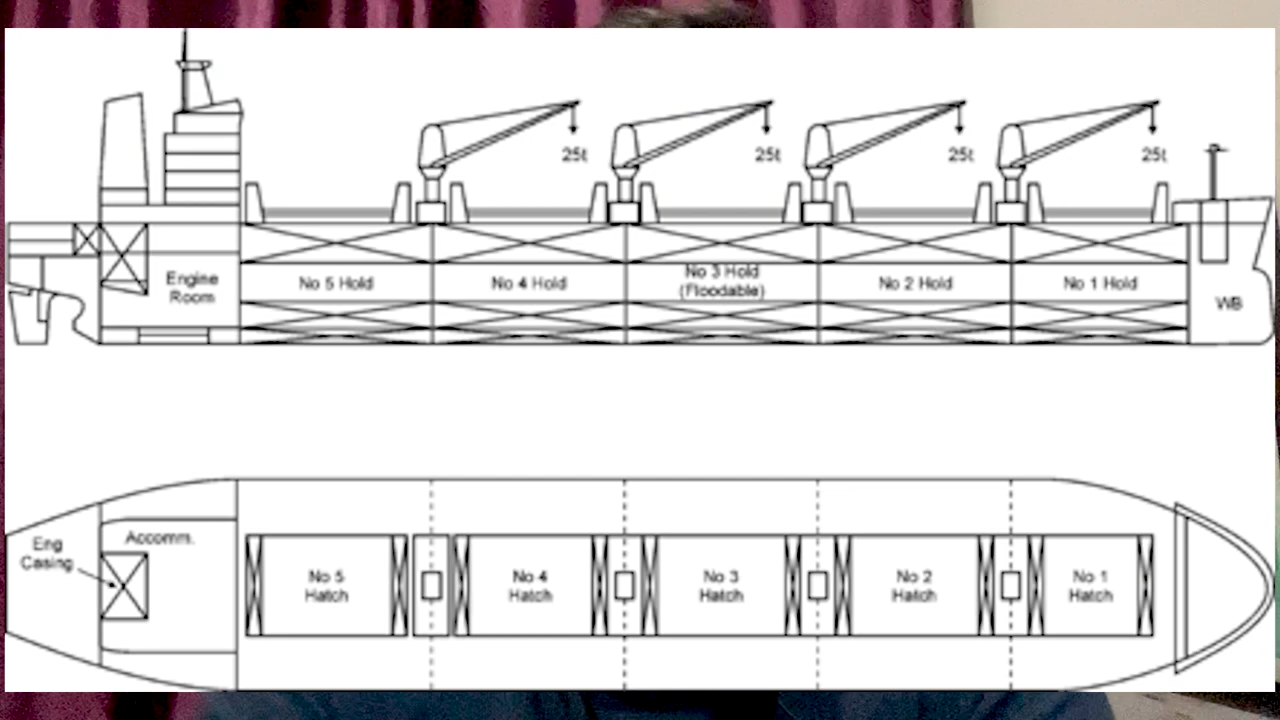 25t
25t
25t
25t
Engine
Room
No 5 Hold
No 4 Hold
No 3 Hold
(Floodable)
No 2 Hold
No 1 Hold
WB
Eng
Casing
Accomm.
No 5
Hatch
No 4
Hatch
No 3
Hatch
No 2
Hatch
No 1
Hatch